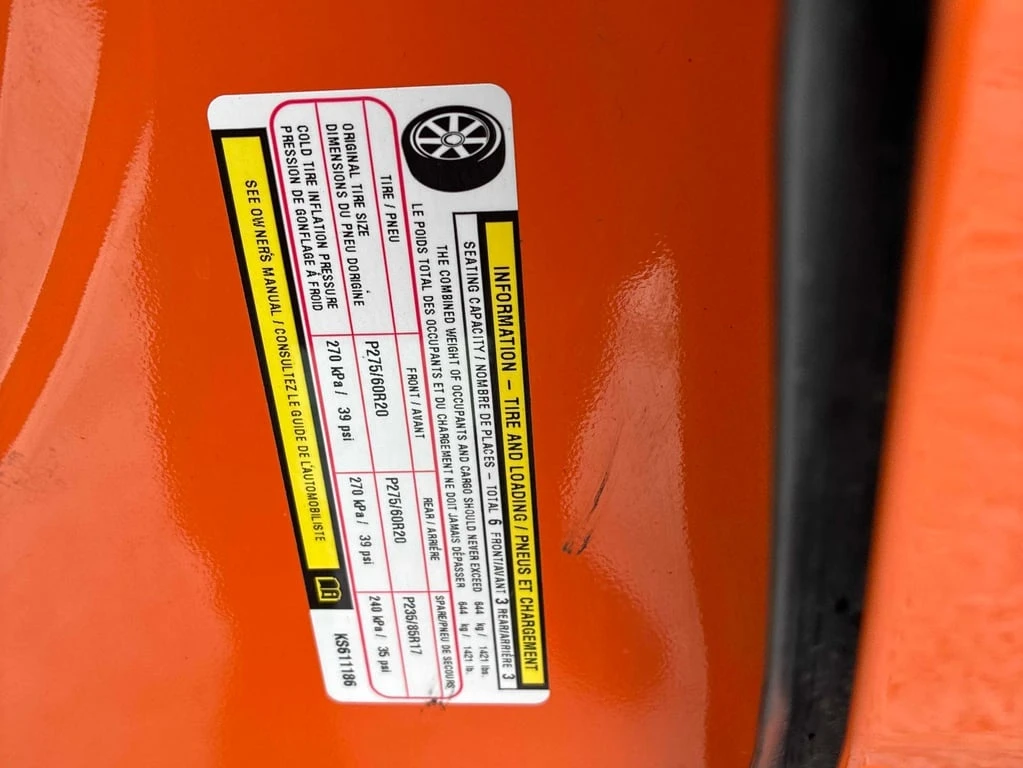 INFORMATION – TIRE AND LOADING / PNEUS ET CHARGEMENT
SEATING CAPACITY / NOMBRE DE PLACES – TOTAL 6 FRONT/AVANT 3 REAR/ARRIÈRE 3
THE COMBINED WEIGHT OF OCCUPANTS AND CARGO SHOULD NEVER EXCEED 644 kg / 1421 lbs.
LE POIDS TOTAL DES OCCUPANTS ET DU CHARGEMENT NE DOIT JAMAIS DÉPASSER 644 kg / 1421 lb.
TIRE / PNEU FRONT / AVANT REAR / ARRIÈRE SPARE/PNEU DE SECOURS
ORIGINAL TIRE SIZE P275/60R20 P275/60R20 P235/85R17
DIMENSIONS DU PNEU D'ORIGINE
COLD TIRE INFLATION PRESSURE 270 kPa / 39 psi 270 kPa / 39 psi 240 kPa / 35 psi
PRESSION DE GONFLAGE À FROID
SEE OWNER'S MANUAL / CONSULTEZ LE GUIDE DE L'AUTOMOBILISTE
KS611186